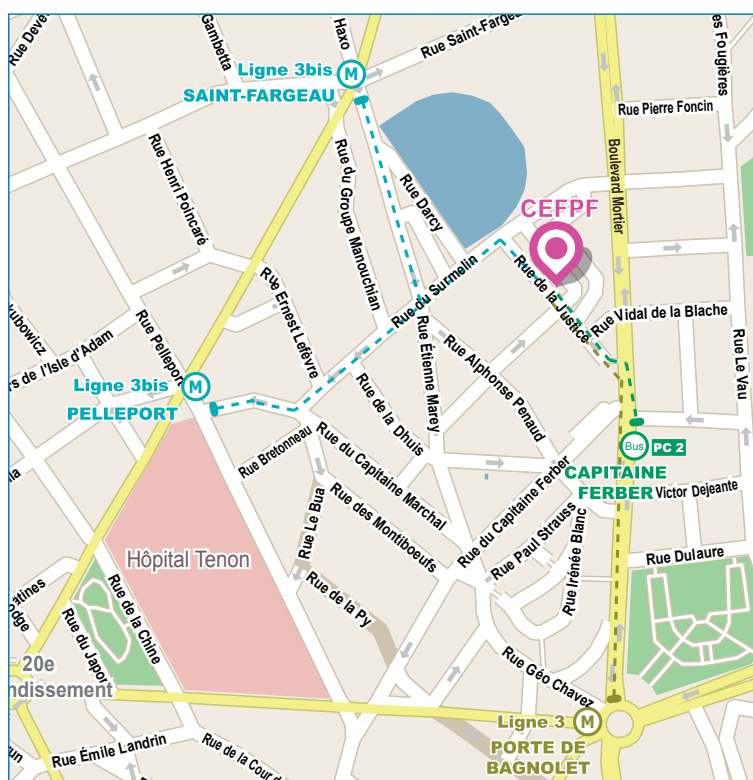 Gambetta
Haxo
Rue Saint-Farge
Ligne 3bis
M
SAINT-FARGEAU
Rue Pierre Foncin
Boulevard Mortier
Rue Henri Poincaré
Rue du Groupe Manouchian
Rue Darcy
CEFPF
Rue du Surmelin
Rue de la Justice
Rue Ernest Lefèvre
Rue Vidal de la Blache
Rue Pelleport
Rue Étienne Marey
Rue Alphonse Penaud
Rue Le Vau
rs de l'Isle d'Adam
Ligne 3bis
M
PELLEPORT
Rue de la Dhuis
Rue Bretonneau
Rue du Capitaine Marchal
Bus
PC 2
CAPITAINE
FERBER
Rue du Capitaine Ferber
Victor Dejeante
Rue Le Bua
Rue des Montiboeufs
Rue Paul Strauss
Rue Irénée Blanc
Hôpital Tenon
Rue Dulaure
Rue de la Py
Rue de la Chine
Rue du Japon
20e
ndissement
Rue Géo Chavez
Ligne 3
M
PORTE DE
BAGNOLET
Rue Émile Landrin
Rue de la Cour d